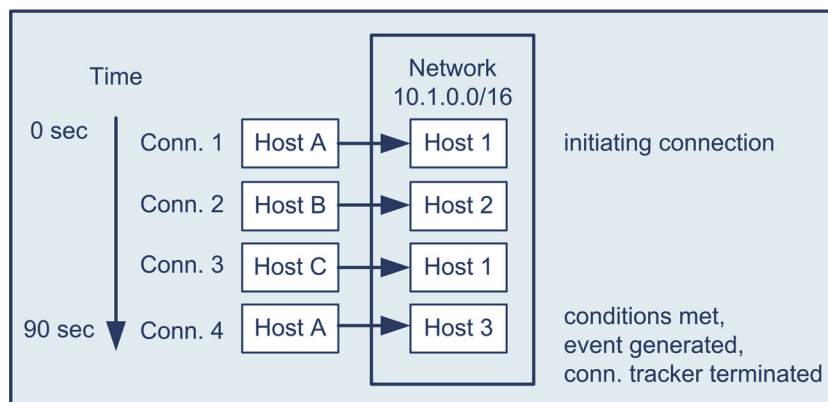 Time
Network
10.1.0.0/16
0 sec
Conn. 1 Host A Host 1 initiating connection
Conn. 2 Host B Host 2
Conn. 3 Host C Host 1
90 sec Conn. 4 Host A Host 3
conditions met,
event generated,
conn. tracker terminated